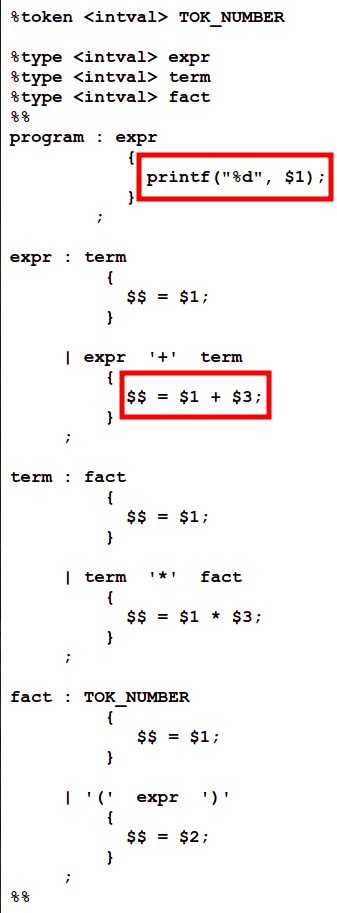 %token <intval> TOK_NUMBER
%type <intval> expr
%type <intval> term
%type <intval> fact
%%
program : expr
{
printf("%d", $1);
}
;
expr : term
{
$$ = $1;
}
| expr '+' term
{
$$ = $1 + $3;
}
;
term : fact
{
$$ = $1;
}
| term '*' fact
{
$$ = $1 * $3;
}
;
fact : TOK_NUMBER
{
$$ = $1;
}
| '(' expr ')'
{
$$ = $2;
}
;
%%